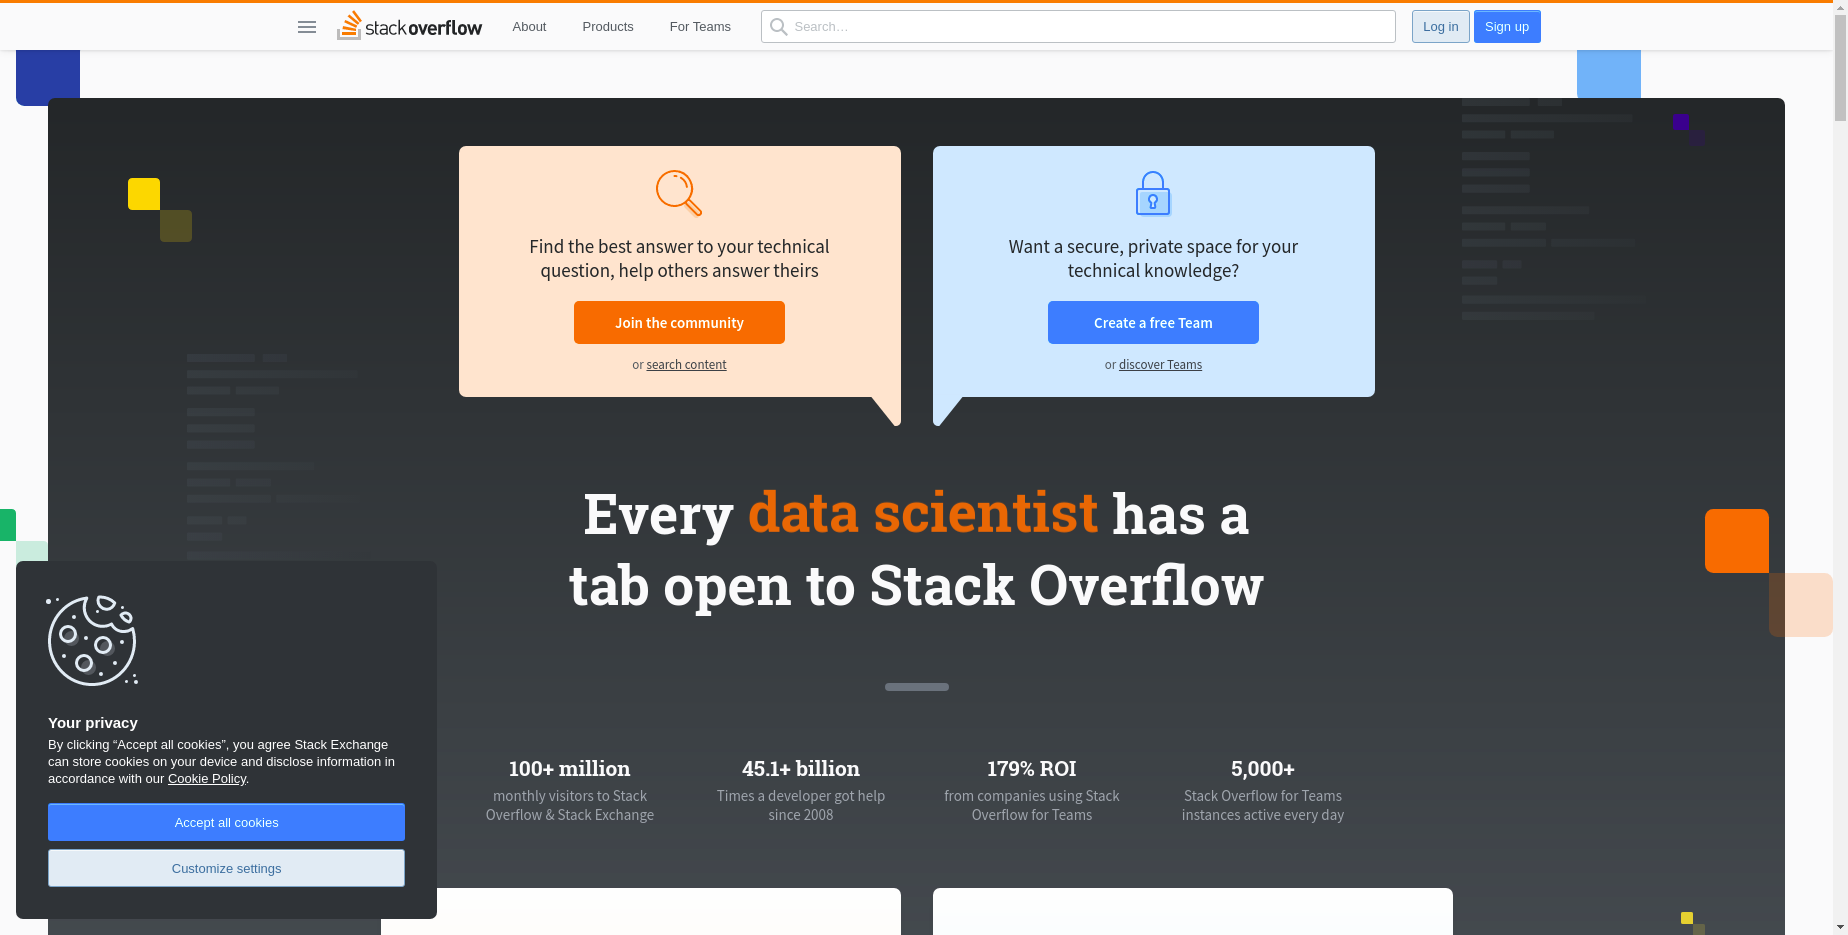 stackoverflow About Products For Teams Search… Log in Sign up
Find the best answer to your technical
question, help others answer theirs
Join the community
or search content
Want a secure, private space for your
technical knowledge?
Create a free Team
or discover Teams
Every data scientist has a
tab open to Stack Overflow
100+ million
monthly visitors to Stack
Overflow & Stack Exchange
45.1+ billion
Times a developer got help
since 2008
179% ROI
from companies using Stack
Overflow for Teams
5,000+
Stack Overflow for Teams
instances active every day
Your privacy
By clicking “Accept all cookies”, you agree Stack Exchange
can store cookies on your device and disclose information in
accordance with our Cookie Policy.
Accept all cookies
Customize settings